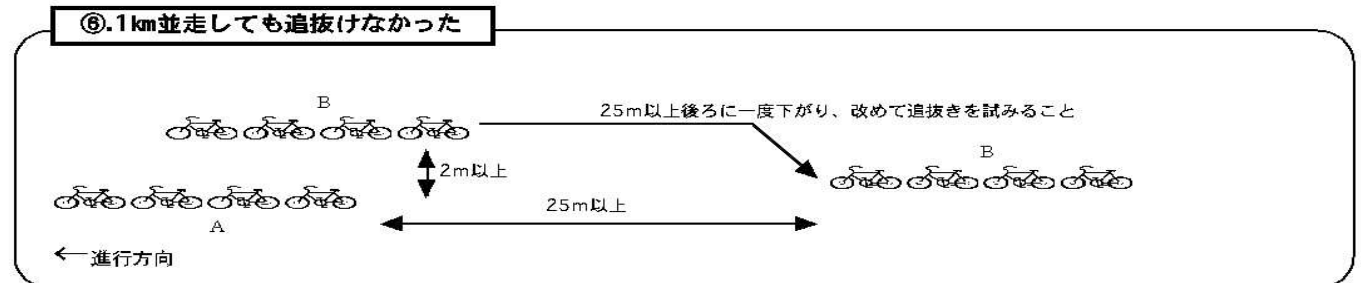 ⑥.1㎞並走しても追抜けなかった
B
25m以上後ろに一度下がり、改めて追抜きを試みること
B
2m以上
25m以上
A
←進行方向